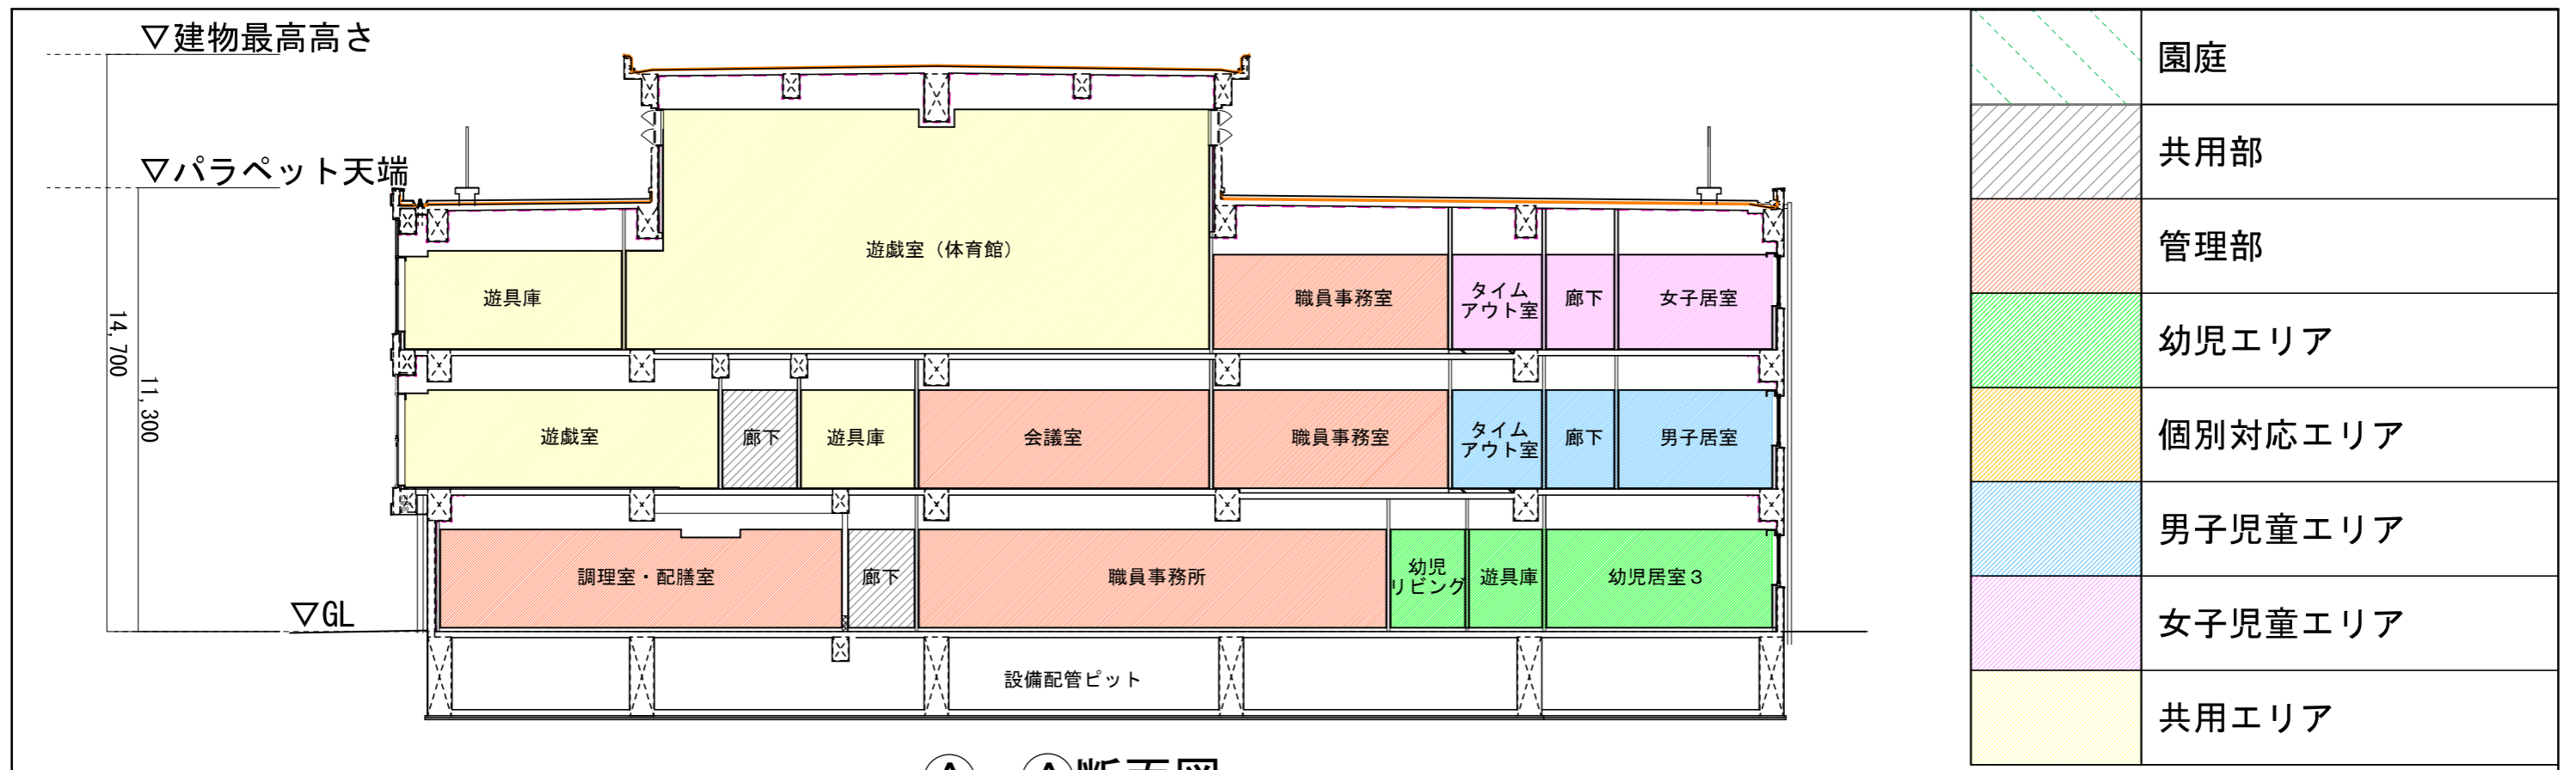 ▽建物最高高さ
▽パラペット天端
14,700
11,300
▽GL
遊戯室（体育館）
遊具庫
職員事務室
タイム
アウト室
廊下
女子居室
遊戯室
廊下
遊具庫
会議室
職員事務室
タイム
アウト室
廊下
男子居室
調理室・配膳室
廊下
職員事務所
幼児
リビング
遊具庫
幼児居室３
設備配管ピット
園庭
共用部
管理部
幼児エリア
個別対応エリア
男子児童エリア
女子児童エリア
共用エリア